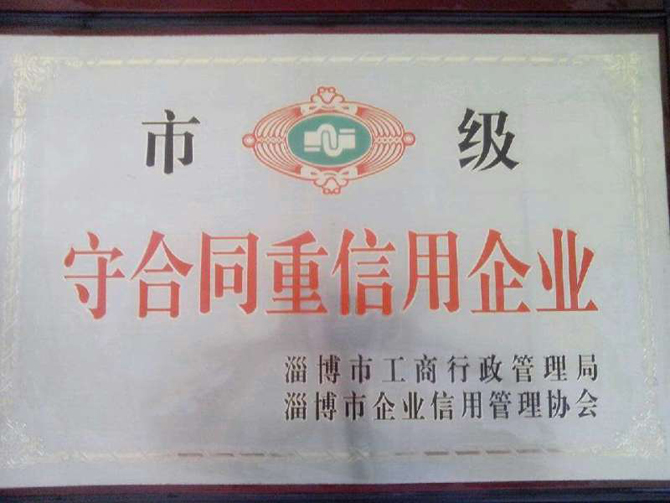 市 级
守合同重信用企业
淄博市工商行政管理局
淄博市企业信用管理协会